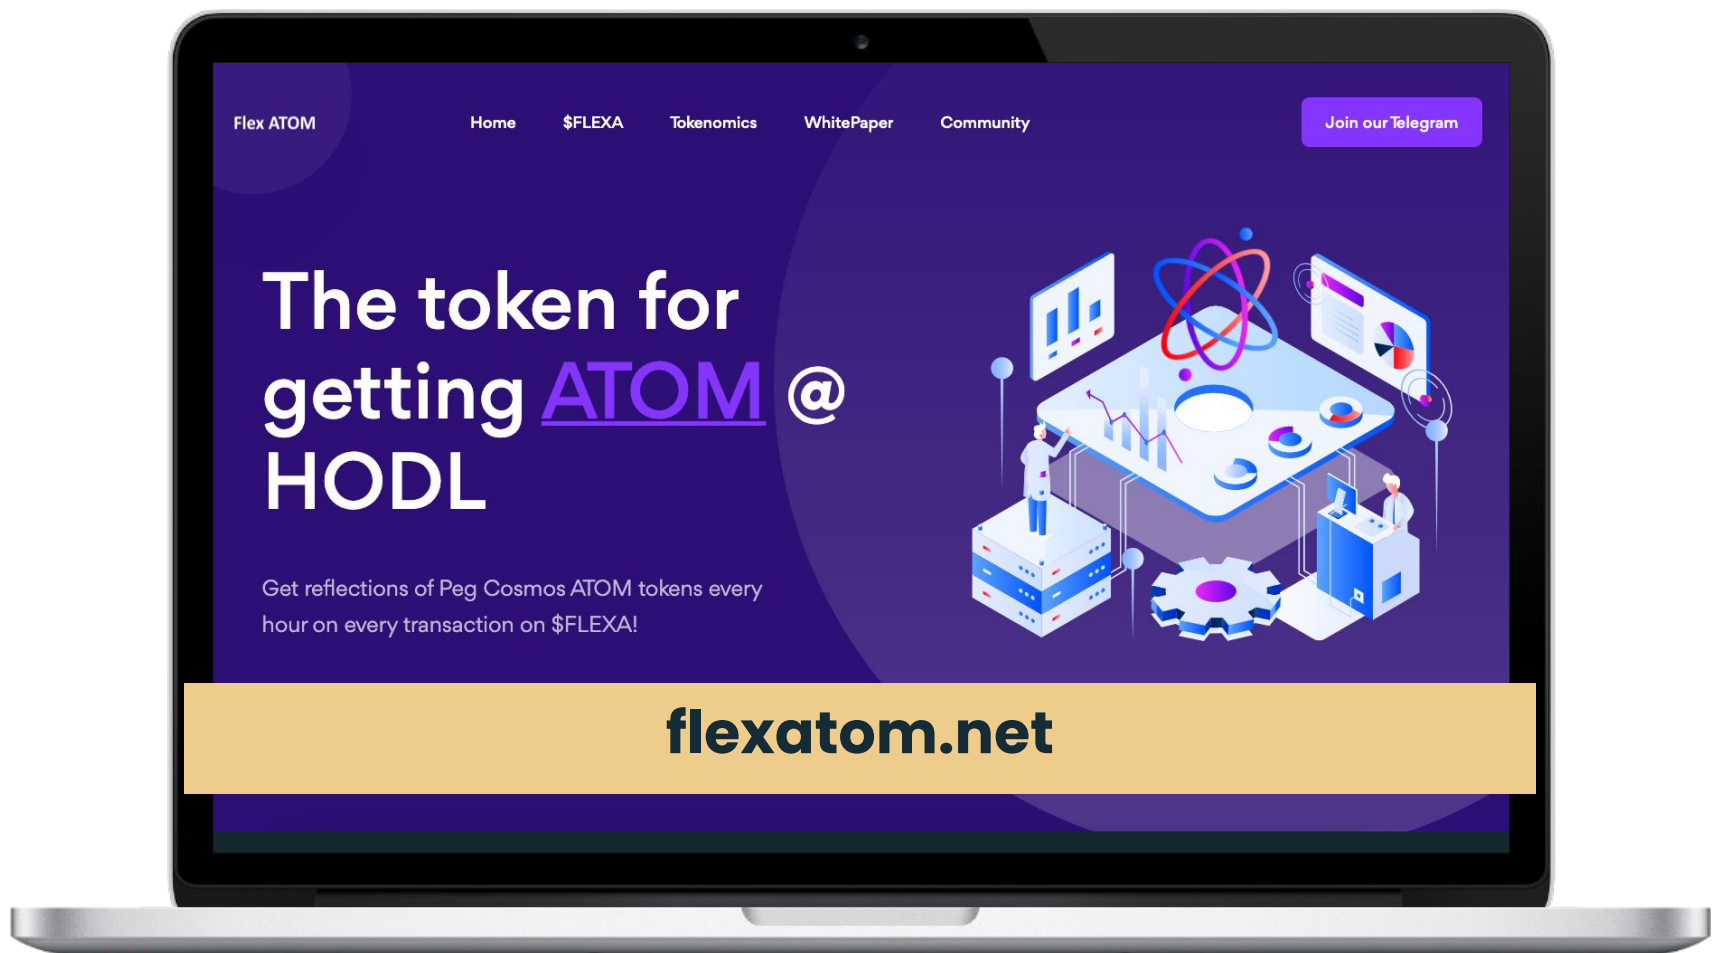 Flex ATOM
Home $FLEXA Tokenomics WhitePaper Community
Join our Telegram
The token for
getting ATOM @
HODL
Get reflections of Peg Cosmos ATOM tokens every
hour on every transaction on $FLEXA!
flexatom.net